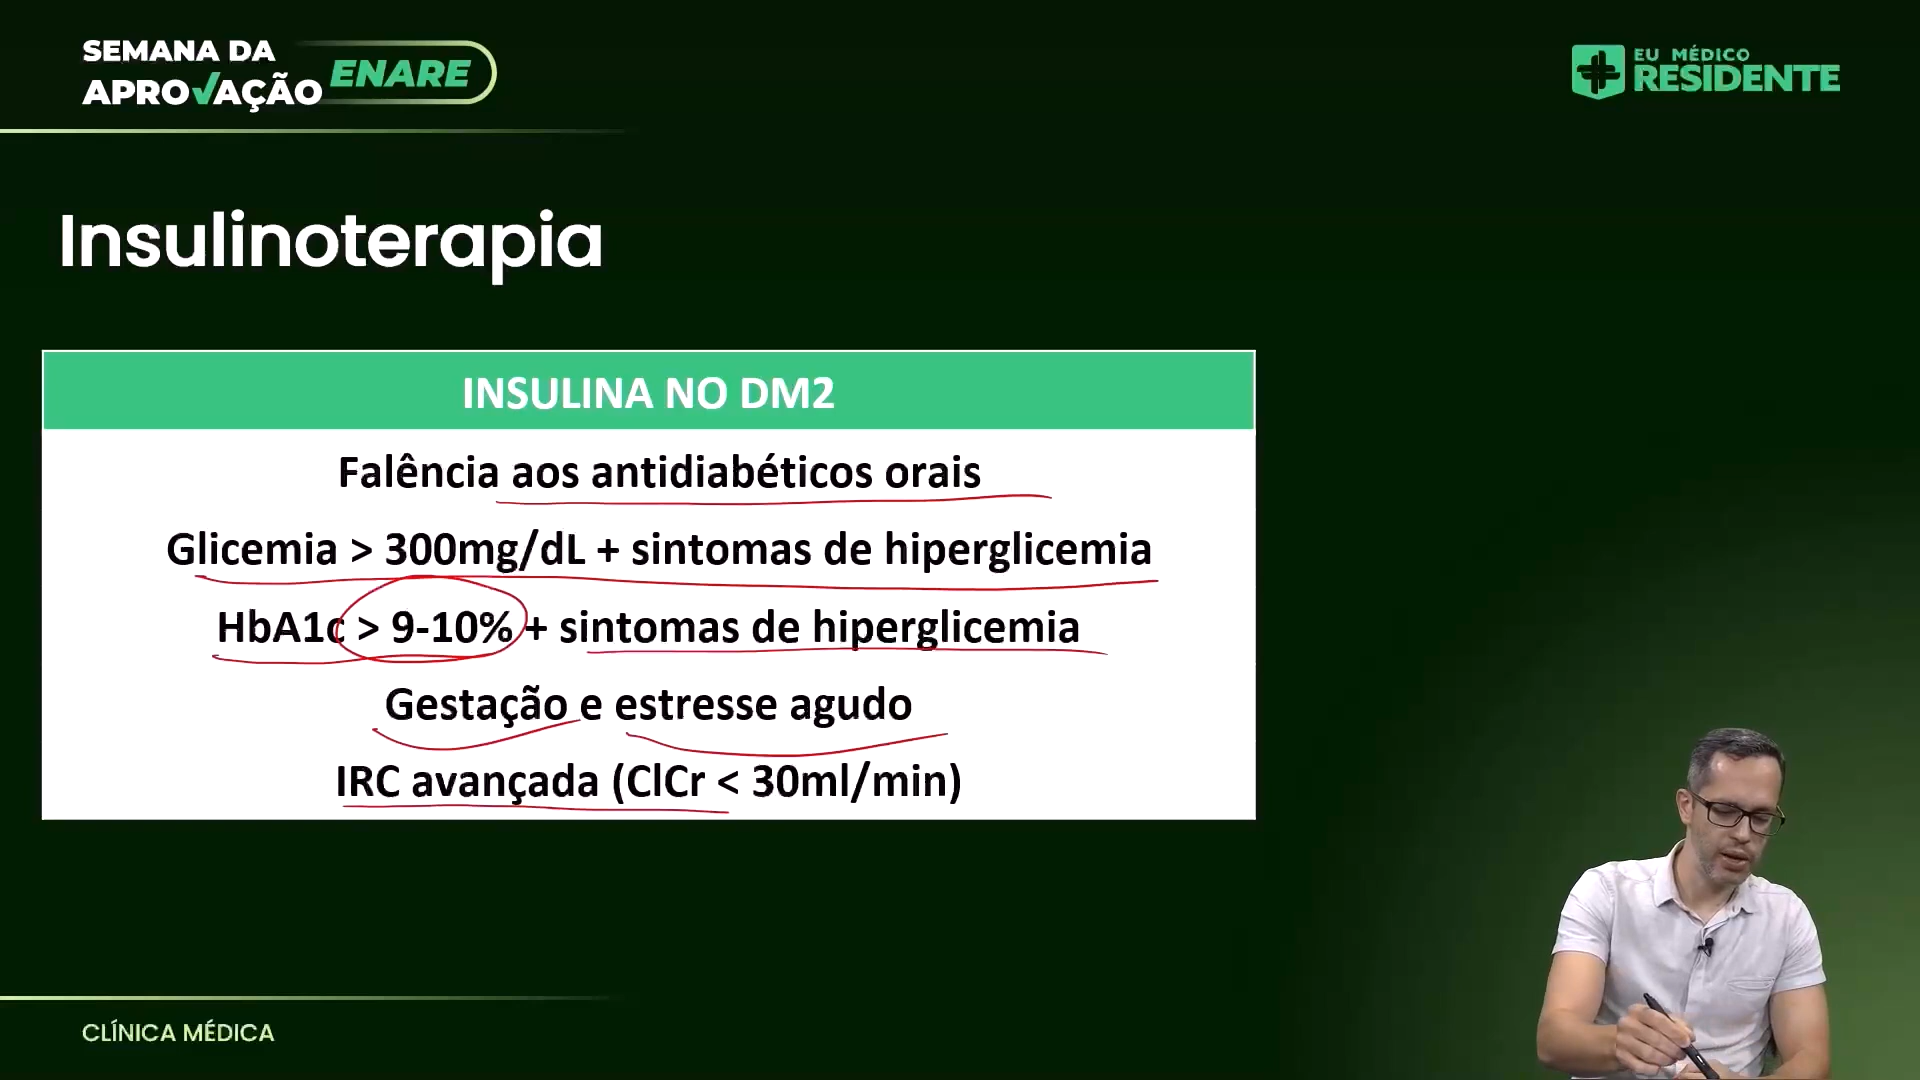 SEMANA DA
APROVAÇÃO ENARE
EU MÉDICO
RESIDENTE
Insulinoterapia
INSULINA NO DM2
Falência aos antidiabéticos orais
Glicemia > 300mg/dL + sintomas de hiperglicemia
HbA1c > 9-10% + sintomas de hiperglicemia
Gestação e estresse agudo
IRC avançada (ClCr < 30ml/min)
CLÍNICA MÉDICA